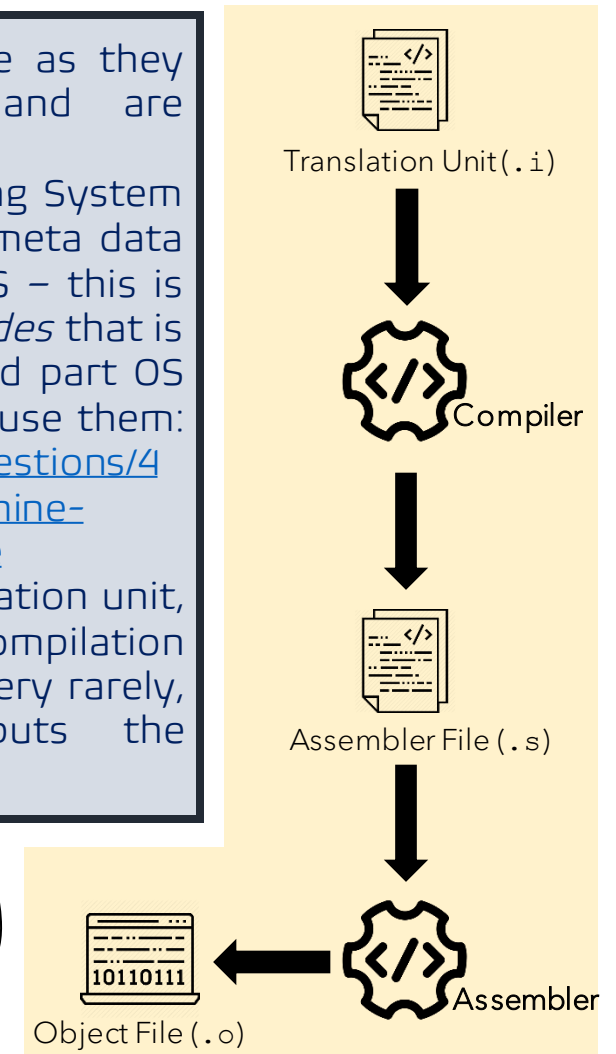 e as they
and are
ng System
meta data
S – this is
des that is
d part OS
use them:
estions/4
hine-
e
ation unit,
ompilation
ery rarely,
outs the
</>
Translation Unit (.i)
</>
Compiler
</>
Assembler File (.s)
</>
Assembler
10110111
Object File (.o)